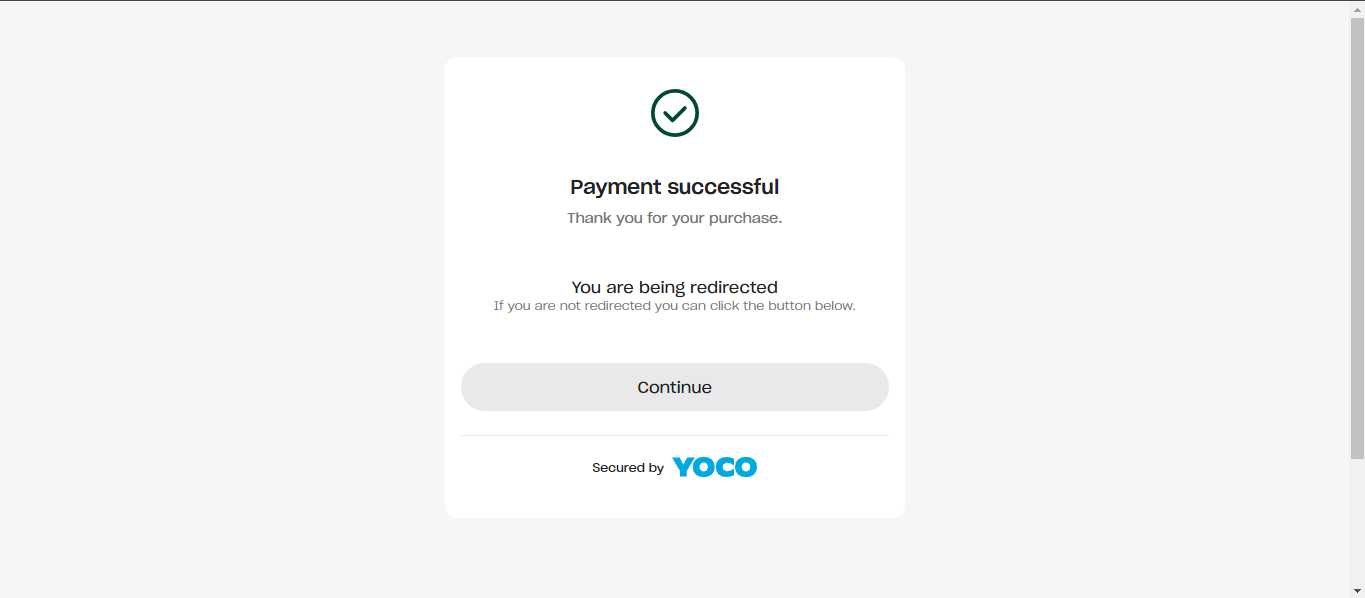 Payment successful
Thank you for your purchase.
You are being redirected
If you are not redirected you can click the button below.
Continue
Secured by YOCO